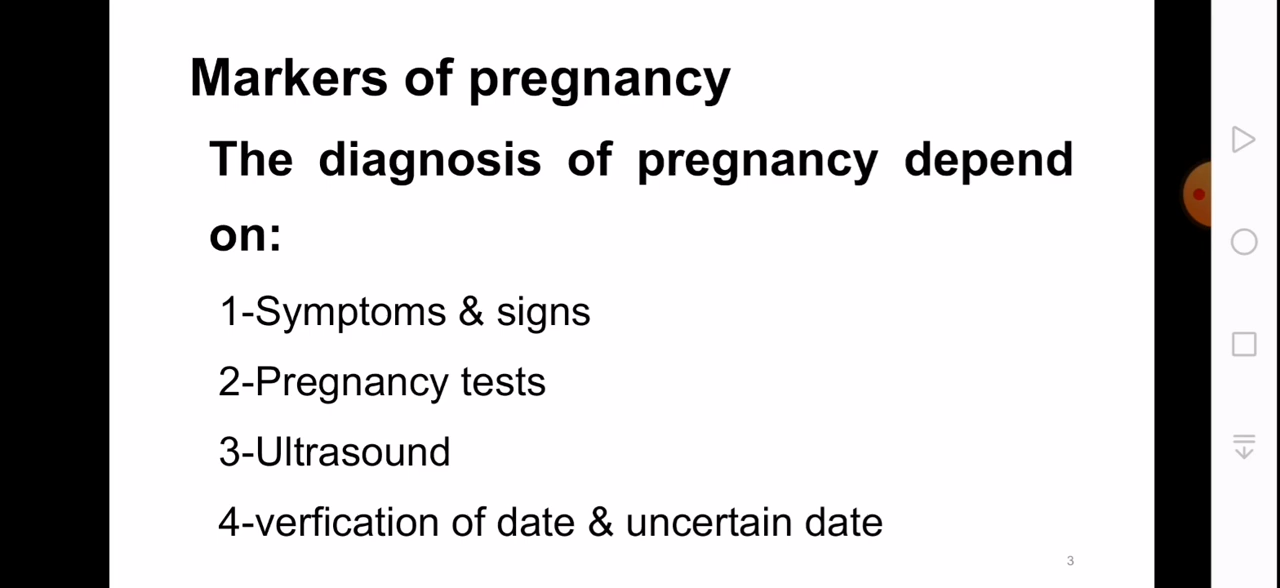 Markers of pregnancy
The diagnosis of pregnancy depend
on:
1-Symptoms & signs
2-Pregnancy tests
3-Ultrasound
4-verfication of date & uncertain date
3